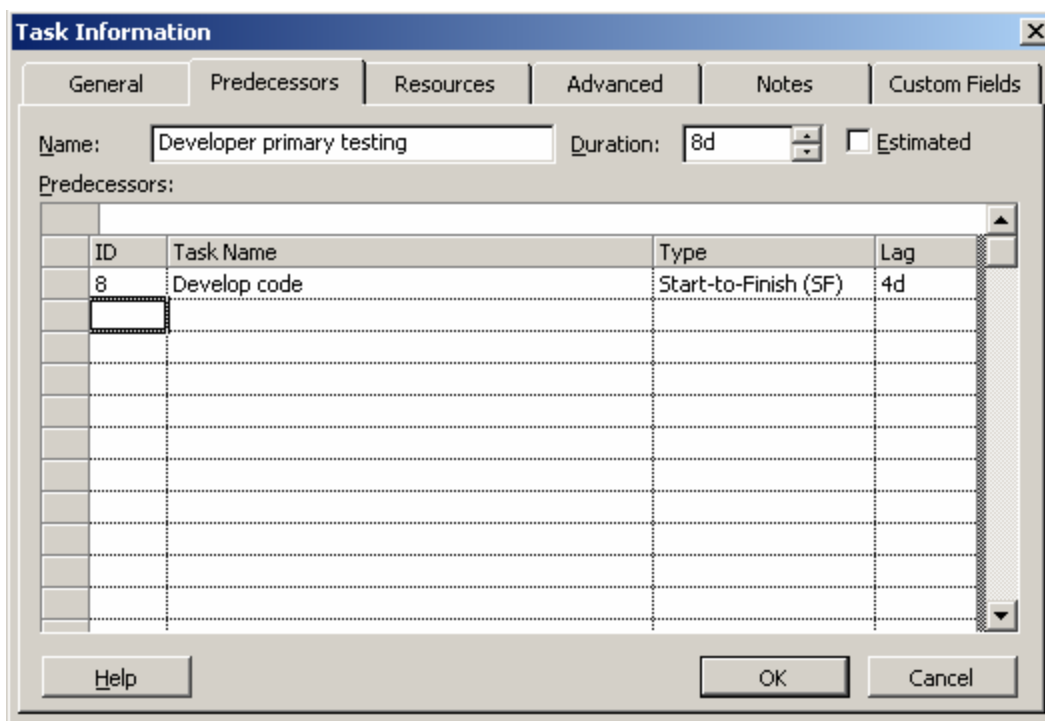 Task Information
General Predecessors Resources Advanced Notes Custom Fields
Name: Developer primary testing Duration: 8d Estimated
Predecessors:
ID Task Name Type Lag
8 Develop code Start-to-Finish (SF) 4d
Help OK Cancel